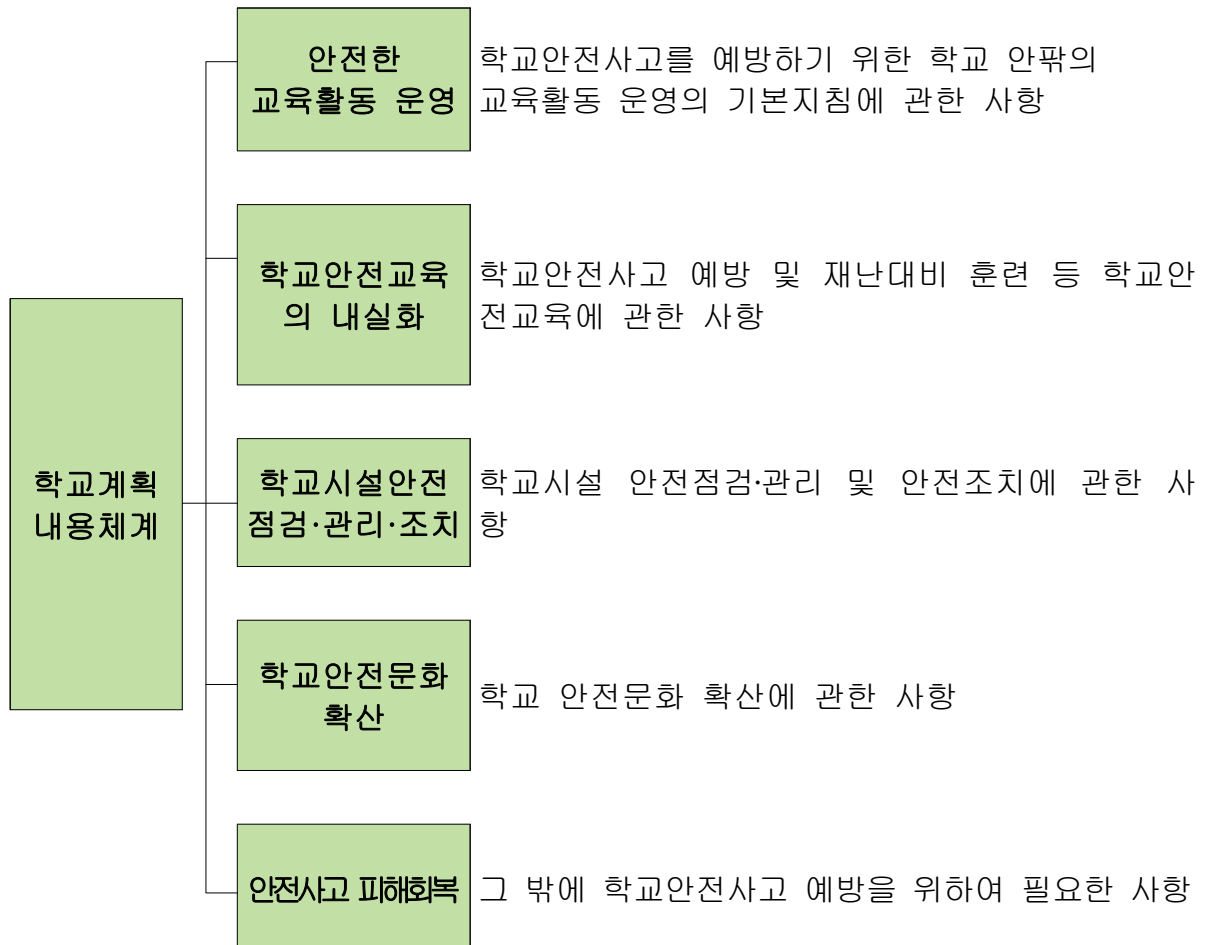 안전한
교육활동 운영
학교안전사고를 예방하기 위한 학교 안팎의
교육활동 운영의 기본지침에 관한 사항
학교안전교육
의 내실화
학교안전사고 예방 및 재난대비 훈련 등 학교안
전교육에 관한 사항
학교계획
내용체계
학교시설안전
점검·관리·조치
학교시설 안전점검·관리 및 안전조치에 관한 사
항
학교안전문화
확산
학교 안전문화 확산에 관한 사항
안전사고 피해회복
그 밖에 학교안전사고 예방을 위하여 필요한 사항